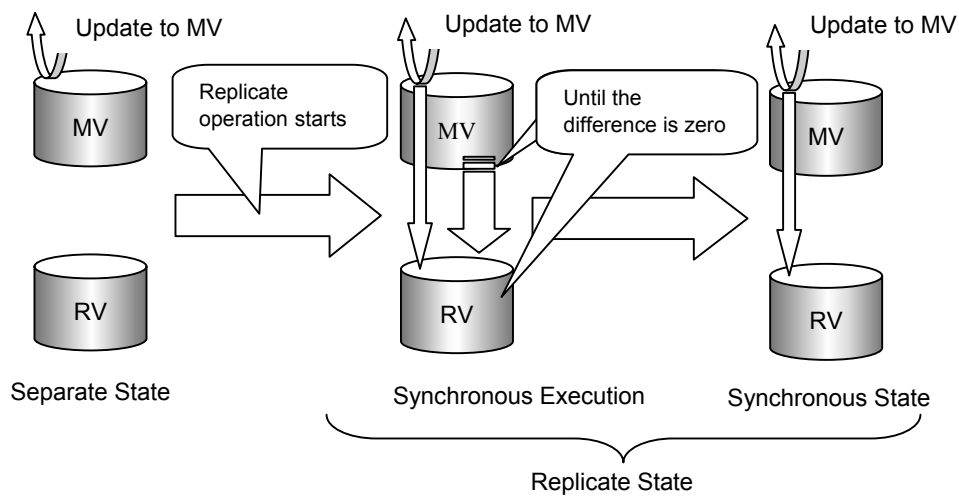 Update to MV
Update to MV
Update to MV
Replicate
operation starts
Until the
difference is zero
MV
MV
MV
RV
RV
RV
Separate State
Synchronous Execution
Synchronous State
Replicate State